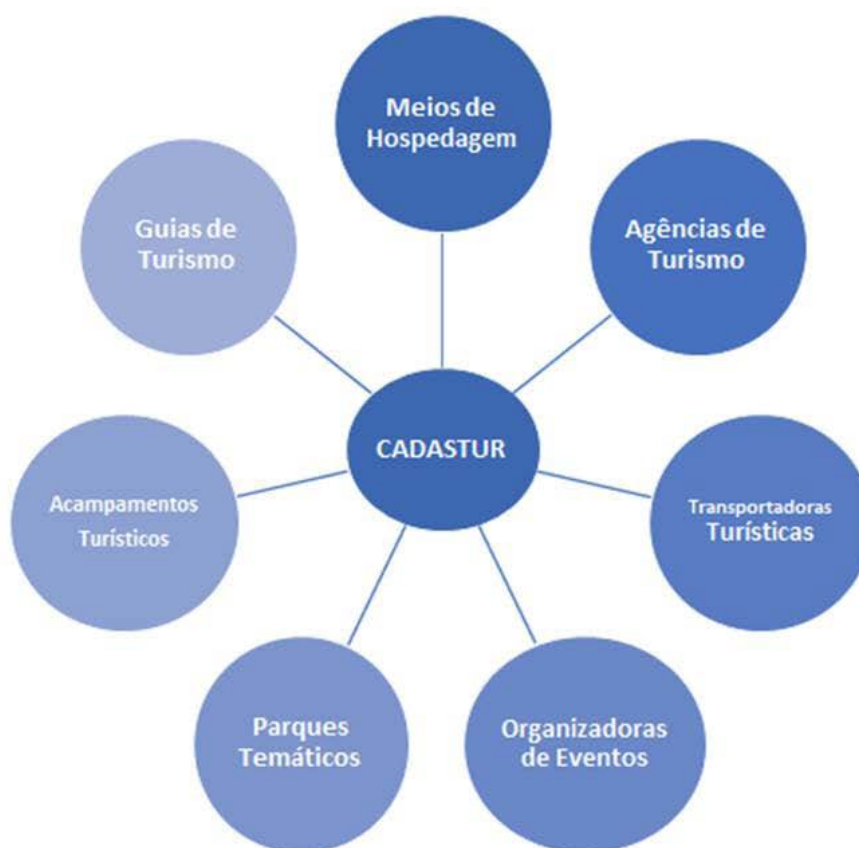 Meios de
Hospedagem
Agências de
Turismo
Transportadoras
Turísticas
Organizadoras
de Eventos
Parques
Temáticos
Acampamentos
Turísticos
Guias de
Turismo
CADASTUR